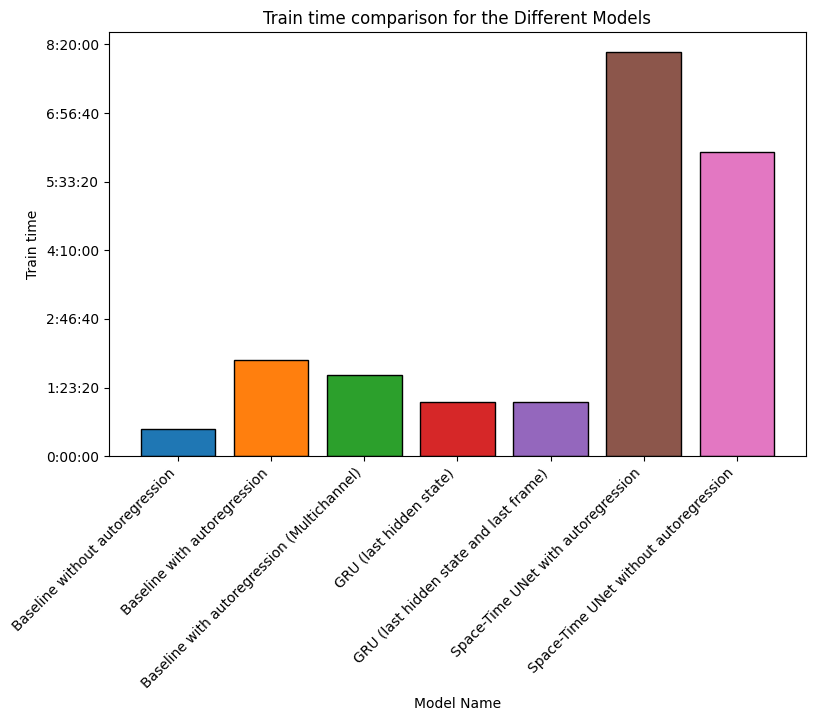 Train time comparison for the Different Models
8:20:00
6:56:40
5:33:20
4:10:00
2:46:40
1:23:20
0:00:00
Train time
Baseline without autoregression
Baseline with autoregression
Baseline with autoregression (Multichannel)
GRU (last hidden state)
GRU (last hidden state and last frame)
Space-Time UNet with autoregression
Space-Time UNet without autoregression
Model Name